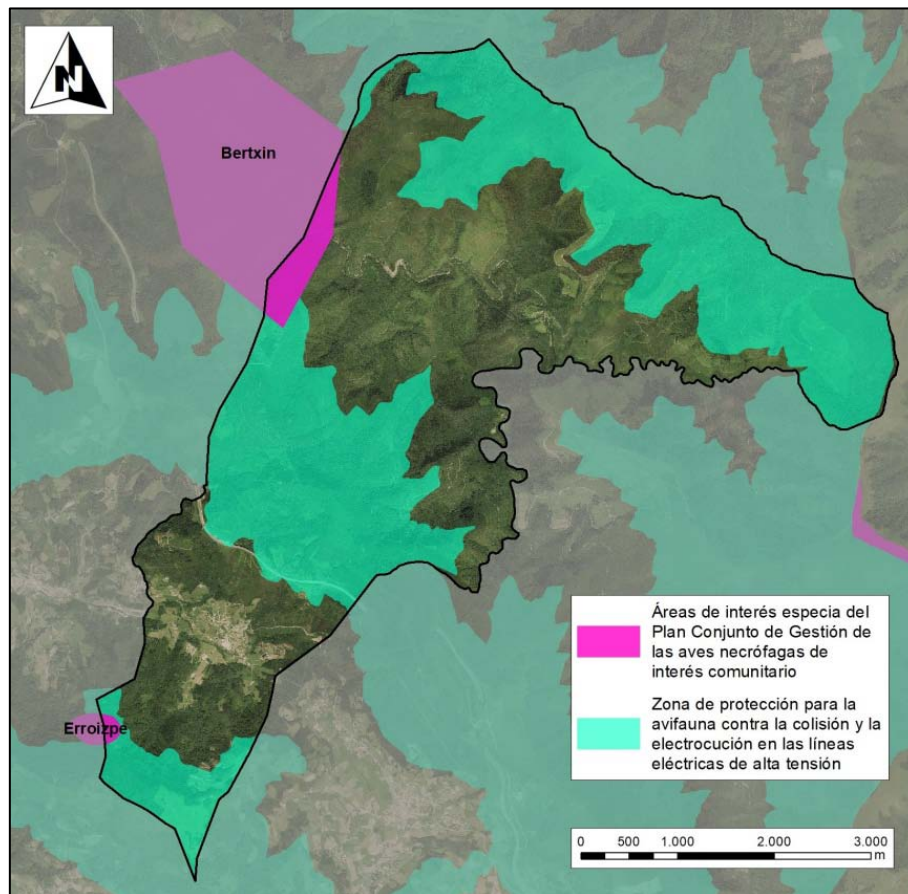 N
Bertxin
Erroizpe
Áreas de interés especia del
Plan Conjunto de Gestión de
las aves necrófagas de
interés comunitario
Zona de protección para la
avifauna contra la colisión y la
electrocución en las líneas
eléctricas de alta tensión
0 500 1.000 2.000 3.000
m